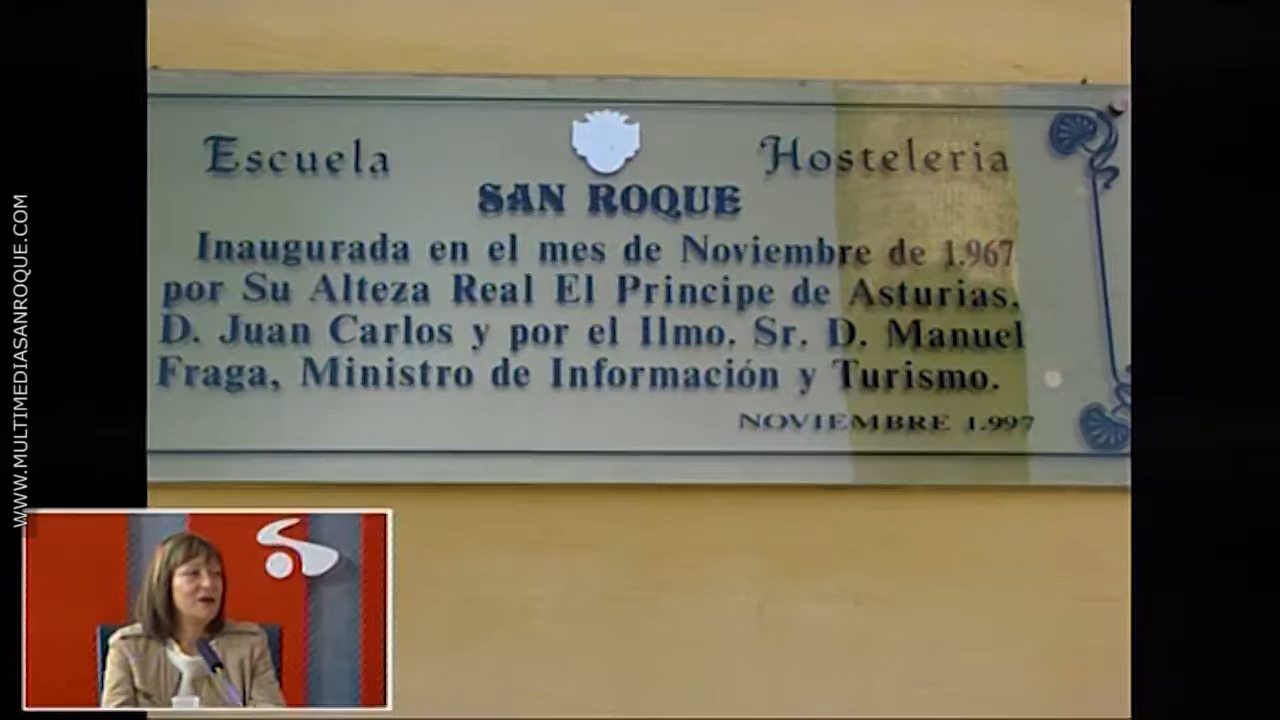 Escuela Hosteleria
SAN ROQUE
Inaugurada en el mes de Noviembre de 1.967
por Su Alteza Real El Principe de Asturias.
D. Juan Carlos y por el Ilmo. Sr. D. Manuel
Fraga, Ministro de Información y Turismo.
NOVIEMBRE 1.997
WWW.MULTIMEDIASANROQUE.COM